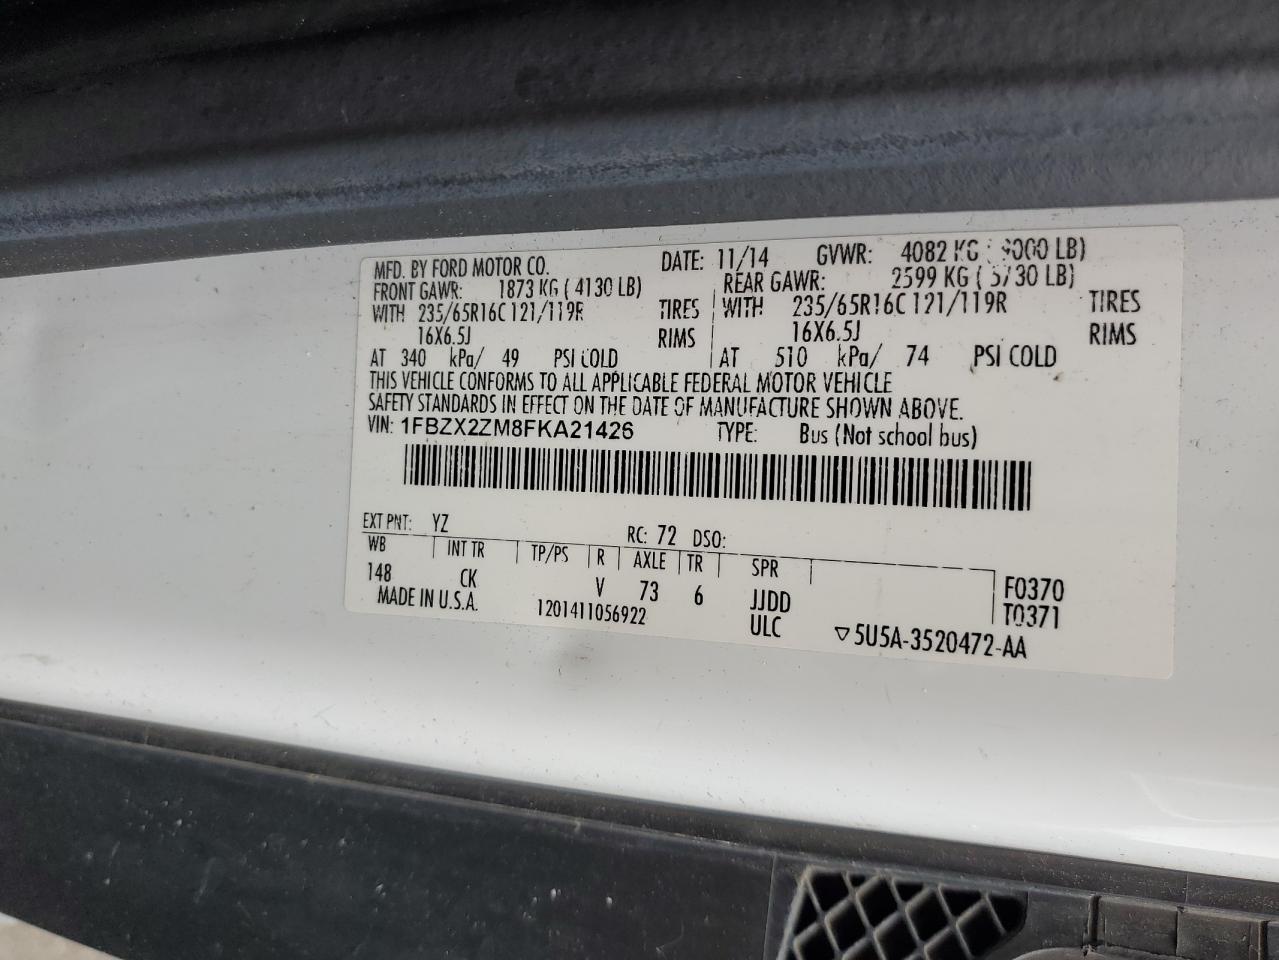 MFD. BY FORD MOTOR CO. DATE: 11/14 GVWR: 4082 KG ( 9000 LB)
FRONT GAWR: 1873 KG ( 4130 LB) REAR GAWR: 2599 KG ( 5730 LB)
WITH 235/65R16C 121/119R TIRES WITH 235/65R16C 121/119R TIRES
16X6.5J RIMS 16X6.5J RIMS
AT 340 kPa/ 49 PSI COLD AT 510 kPa/ 74 PSI COLD
THIS VEHICLE CONFORMS TO ALL APPLICABLE FEDERAL MOTOR VEHICLE
SAFETY STANDARDS IN EFFECT ON THE DATE OF MANUFACTURE SHOWN ABOVE.
VIN: 1FBZX2ZM8FKA21426 TYPE: Bus (Not school bus)
EXT PNT: YZ RC: 72 DSO:
WB INT TR TP/PS R AXLE TR SPR
148 CK V 73 6 JJDD F0370
MADE IN U.S.A. 1201411056922 ULC T0371
▽5U5A-3520472-AA